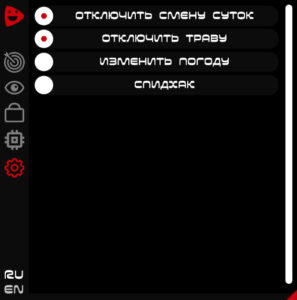 ОТКЛЮЧИТЬ СМЕНУ СУТОК
ОТКЛЮЧИТЬ ТРАВУ
ИЗМЕНИТЬ ПОГОДУ
СПИДХАК
RU
EN